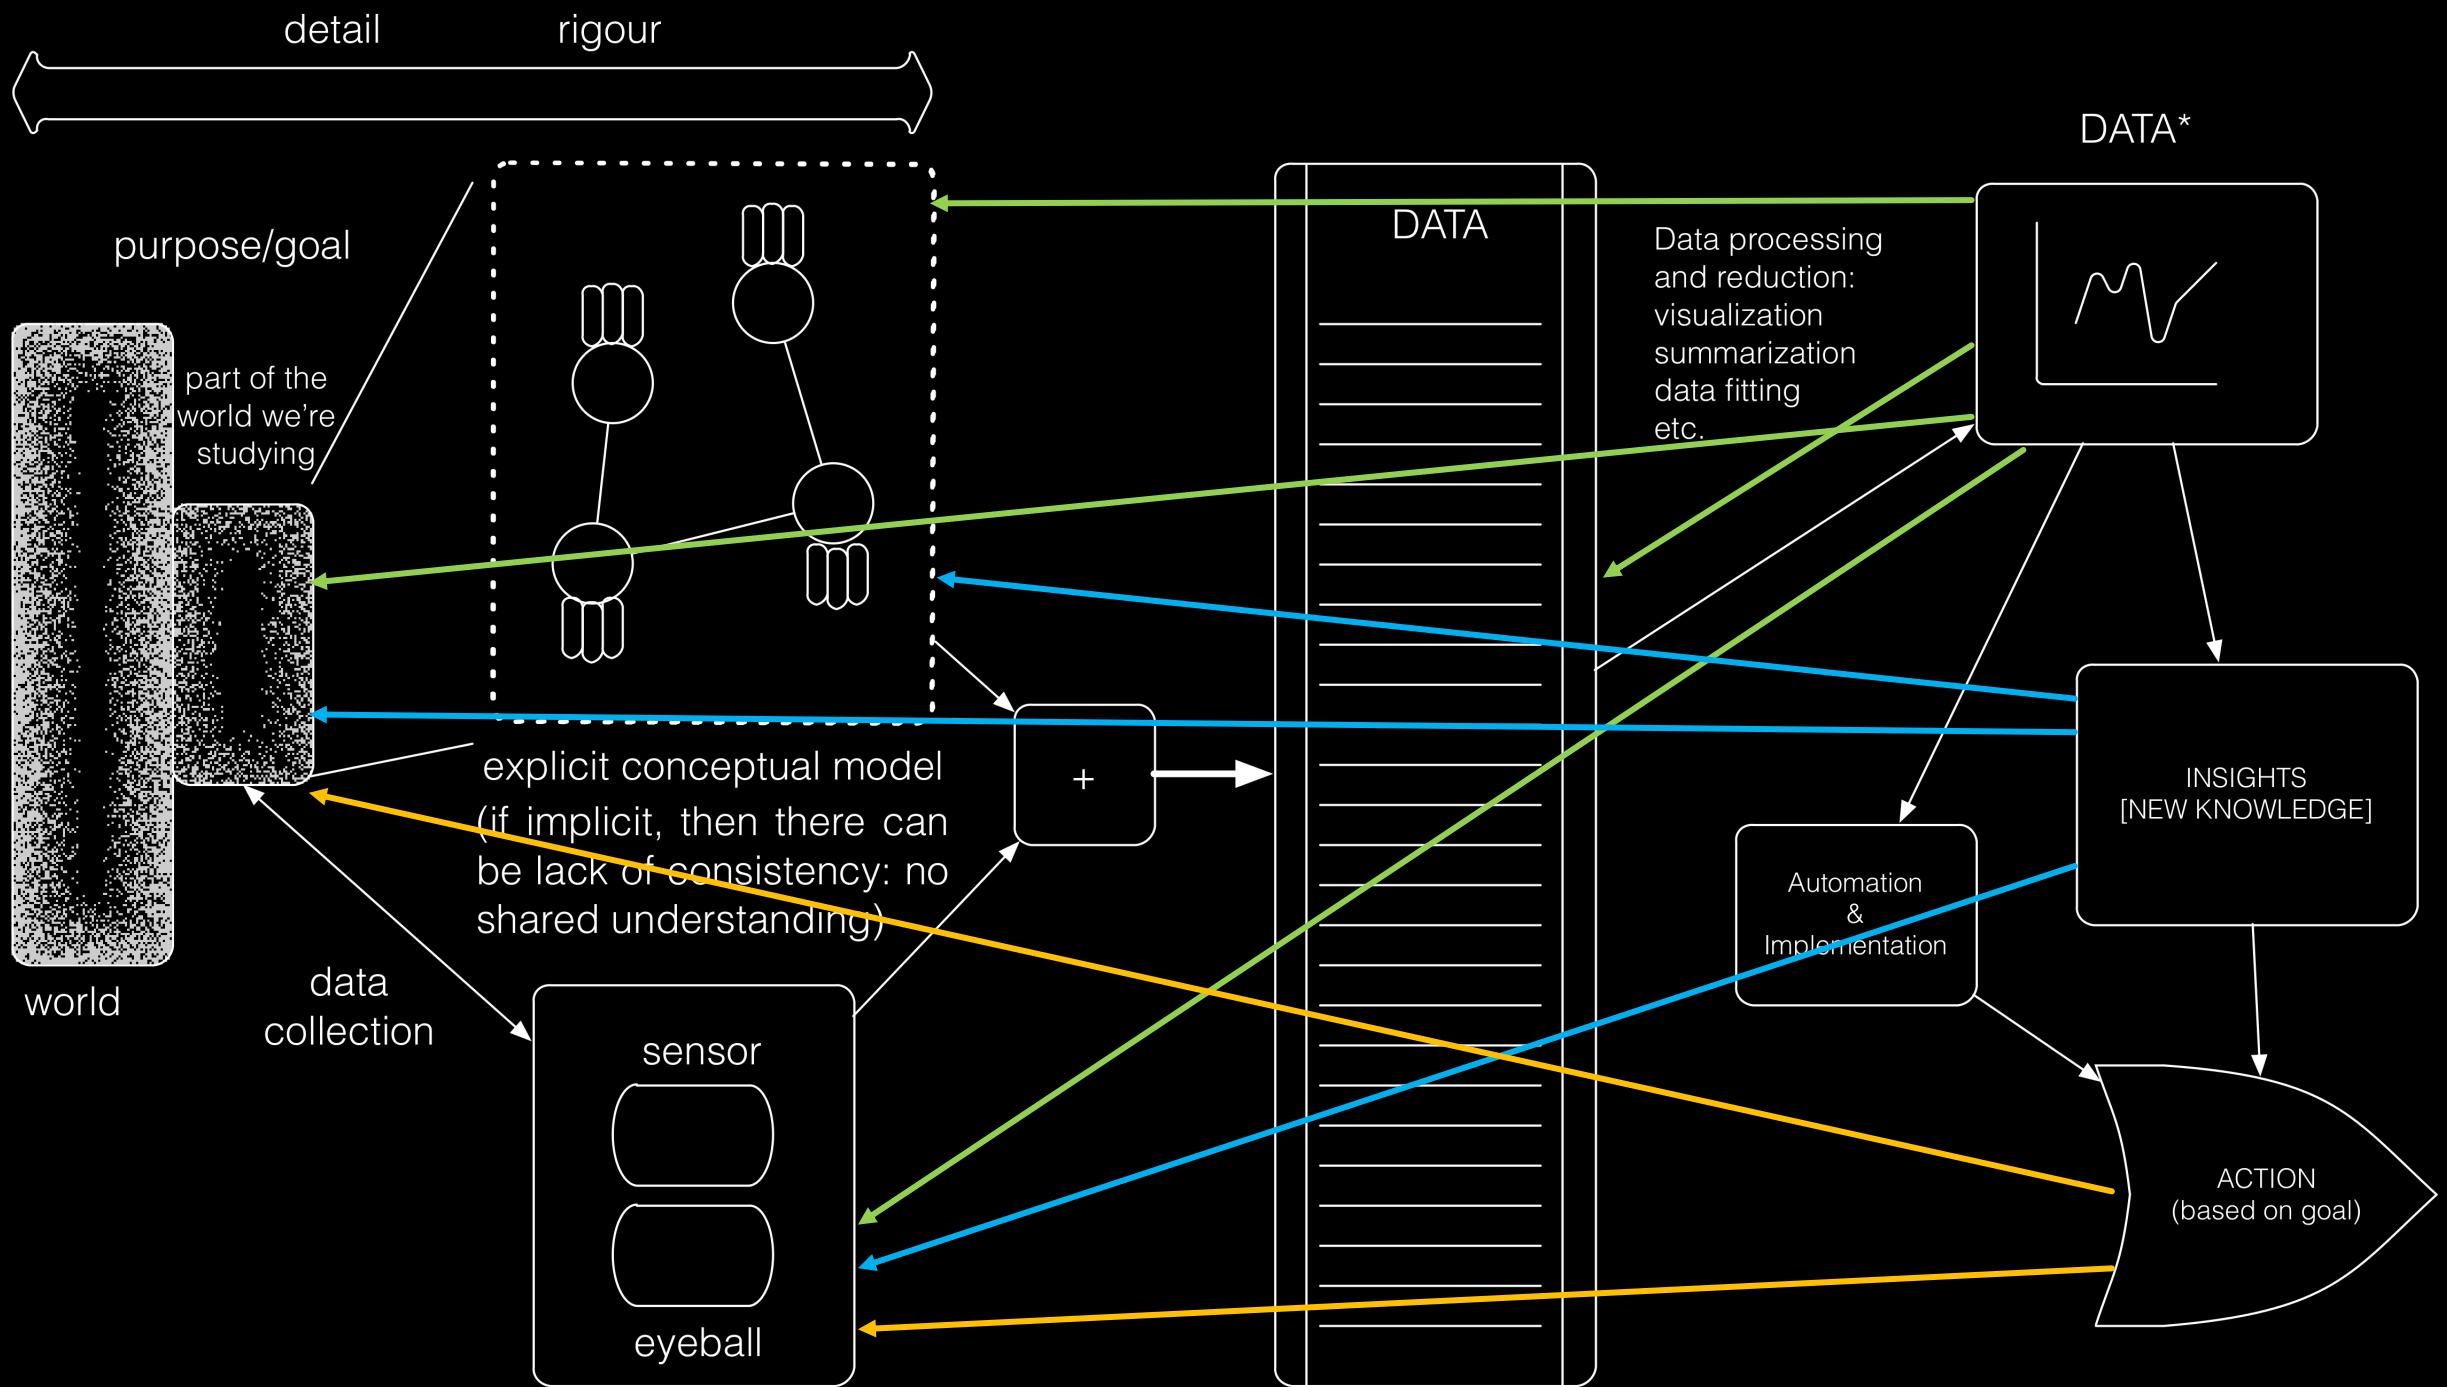 detail
rigour
DATA*
purpose/goal
DATA
Data processing
and reduction:
visualization
summarization
data fitting
etc.
part of the
world we're
studying
explicit conceptual model
(if implicit, then there can
be lack of consistency: no
shared understanding)
+
INSIGHTS
[NEW KNOWLEDGE]
Automation
&
Implementation
world
data
collection
sensor
eyeball
ACTION
(based on goal)